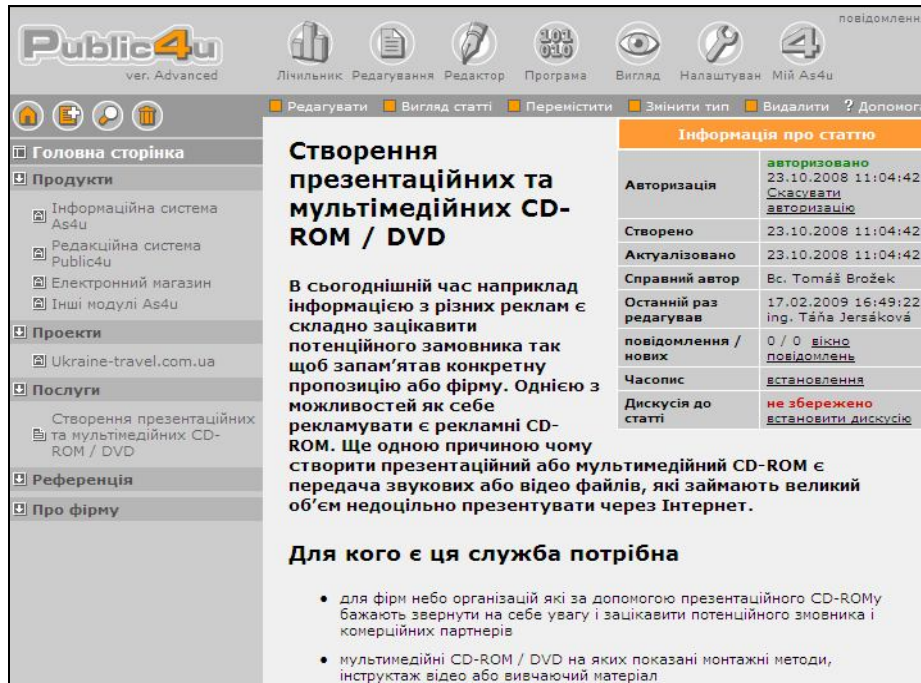 Public4u
ver. Advanced
повідомленн
Лічильник Редагування Редактор Програма Вигляд Налаштуван Мій As4u
Редагувати Вигляд статті Перемістити Змінити тип Видалити ? Допомог
Головна сторінка
Продукти
Інформаційна система
As4u
Редакційна система
Public4u
Електронний магазин
Інші модулі As4u
Проекти
Ukraine-travel.com.ua
Послуги
Створення презентаційних
та мультімедійних CD-
ROM / DVD
Референція
Про фірму
Створення
презентаційних та
мультімедійних CD-
ROM / DVD
Інформація про статтю
Авторизація
авторизовано
23.10.2008 11:04:42
Скасувати
авторизацію
Створено 23.10.2008 11:04:42
Актуалізовано 23.10.2008 11:04:42
Справний автор Bc. Tomáš Brožek
Останній раз
редагував
17.02.2009 16:49:22
ing. Táňa Jersáková
повідомлення /
нових
0 / 0 вікно
повідомлень
Часопис встановлення
Дискусія до
статті
не збережено
встановити дискусію
В сьогоднішній час наприклад
інформацією з різних реклам є
складно зацікавити
потенційного замовника так
щоб запам’ятав конкретну
пропозицію або фірму. Однією з
можливостей як себе
рекламувати є рекламні CD-
ROM. Ще одною причиною чому
створити презентаційний або мультимедійний CD-ROM є
передача звукових або відео файлів, які займають великий
об’єм недоцільно презентувати через Інтернет.
Для кого є ця служба потрібна
• для фірм небо організацій які за допомогою презентаційного CD-ROMу
бажають звернути на себе увагу і зацікавити потенційного змовника і
комерційних партнерів
• мультимедійні CD-ROM / DVD на яких показані монтажні методи,
інструктаж відео або вивчаючий матеріал